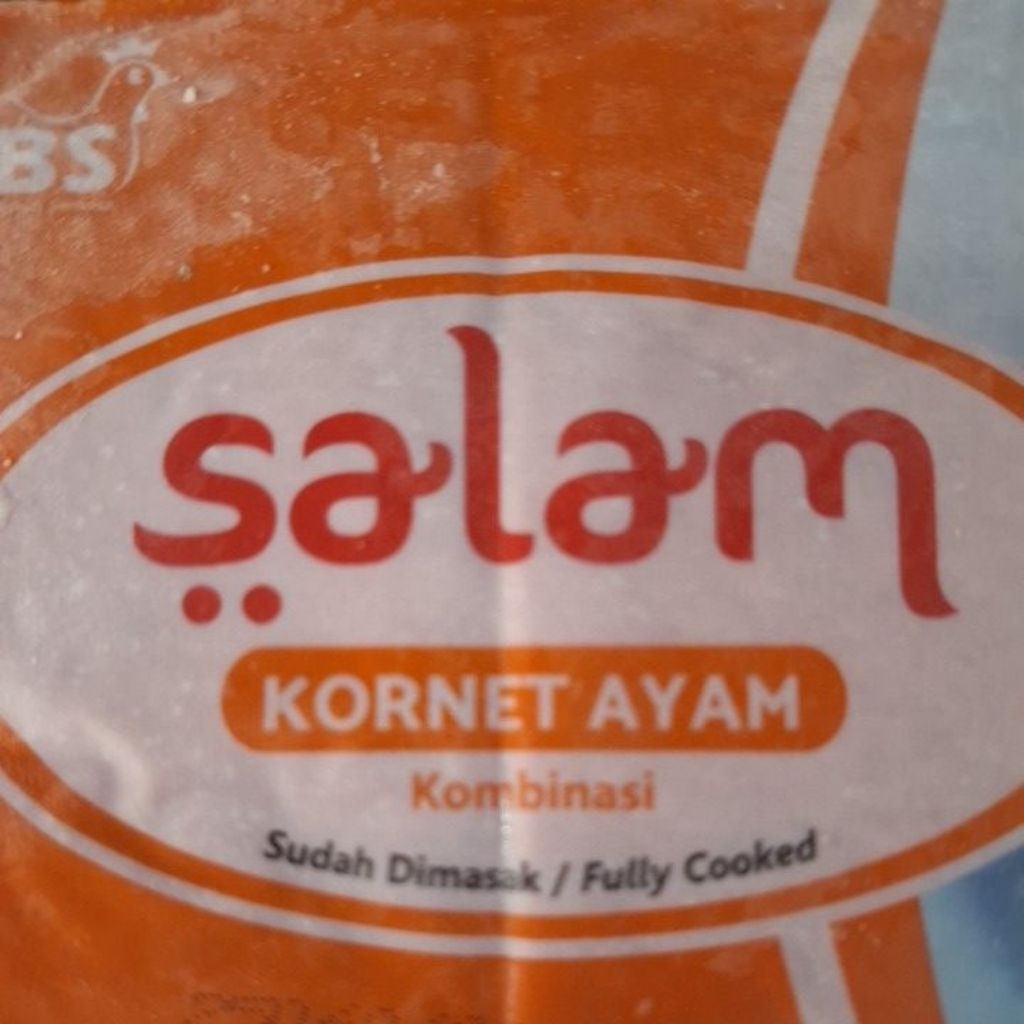 BS
salam
KORNET AYAM
Kombinasi
Sudah Dimasak / Fully Cooked